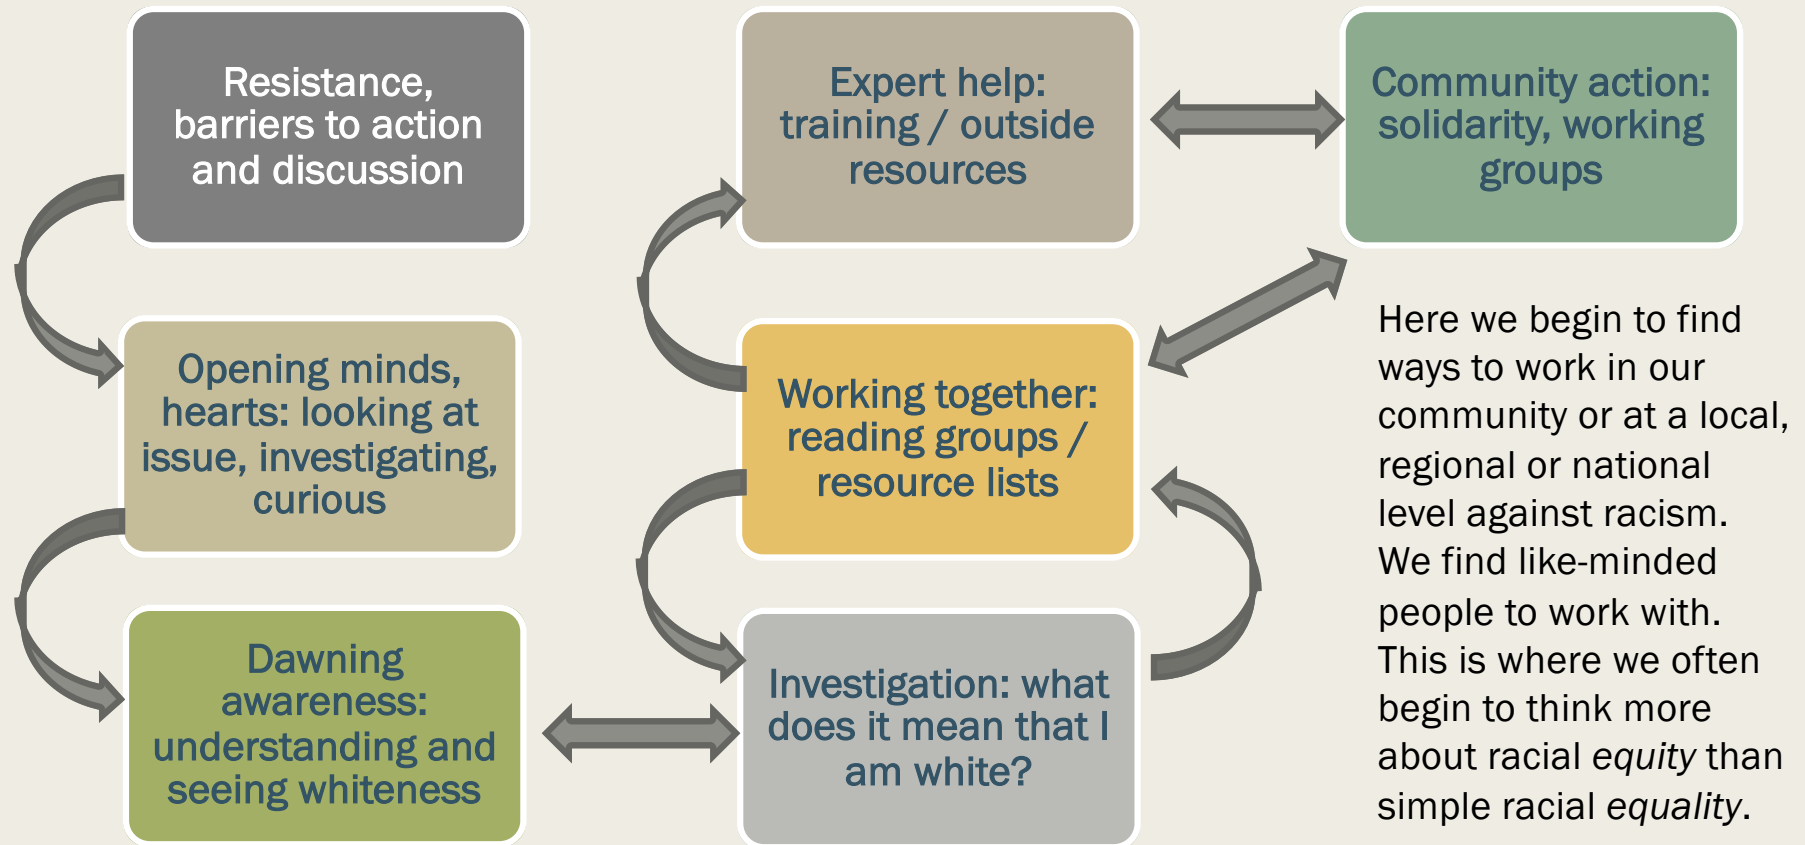 Resistance,
barriers to action
and discussion
Opening minds,
hearts: looking at
issue, investigating,
curious
Dawning
awareness:
understanding and
seeing whiteness
Expert help:
training / outside
resources
Working together:
reading groups /
resource lists
Investigation: what
does it mean that I
am white?
Community action:
solidarity, working
groups
Here we begin to find
ways to work in our
community or at a local,
regional or national
level against racism.
We find like-minded
people to work with.
This is where we often
begin to think more
about racial equity than
simple racial equality.